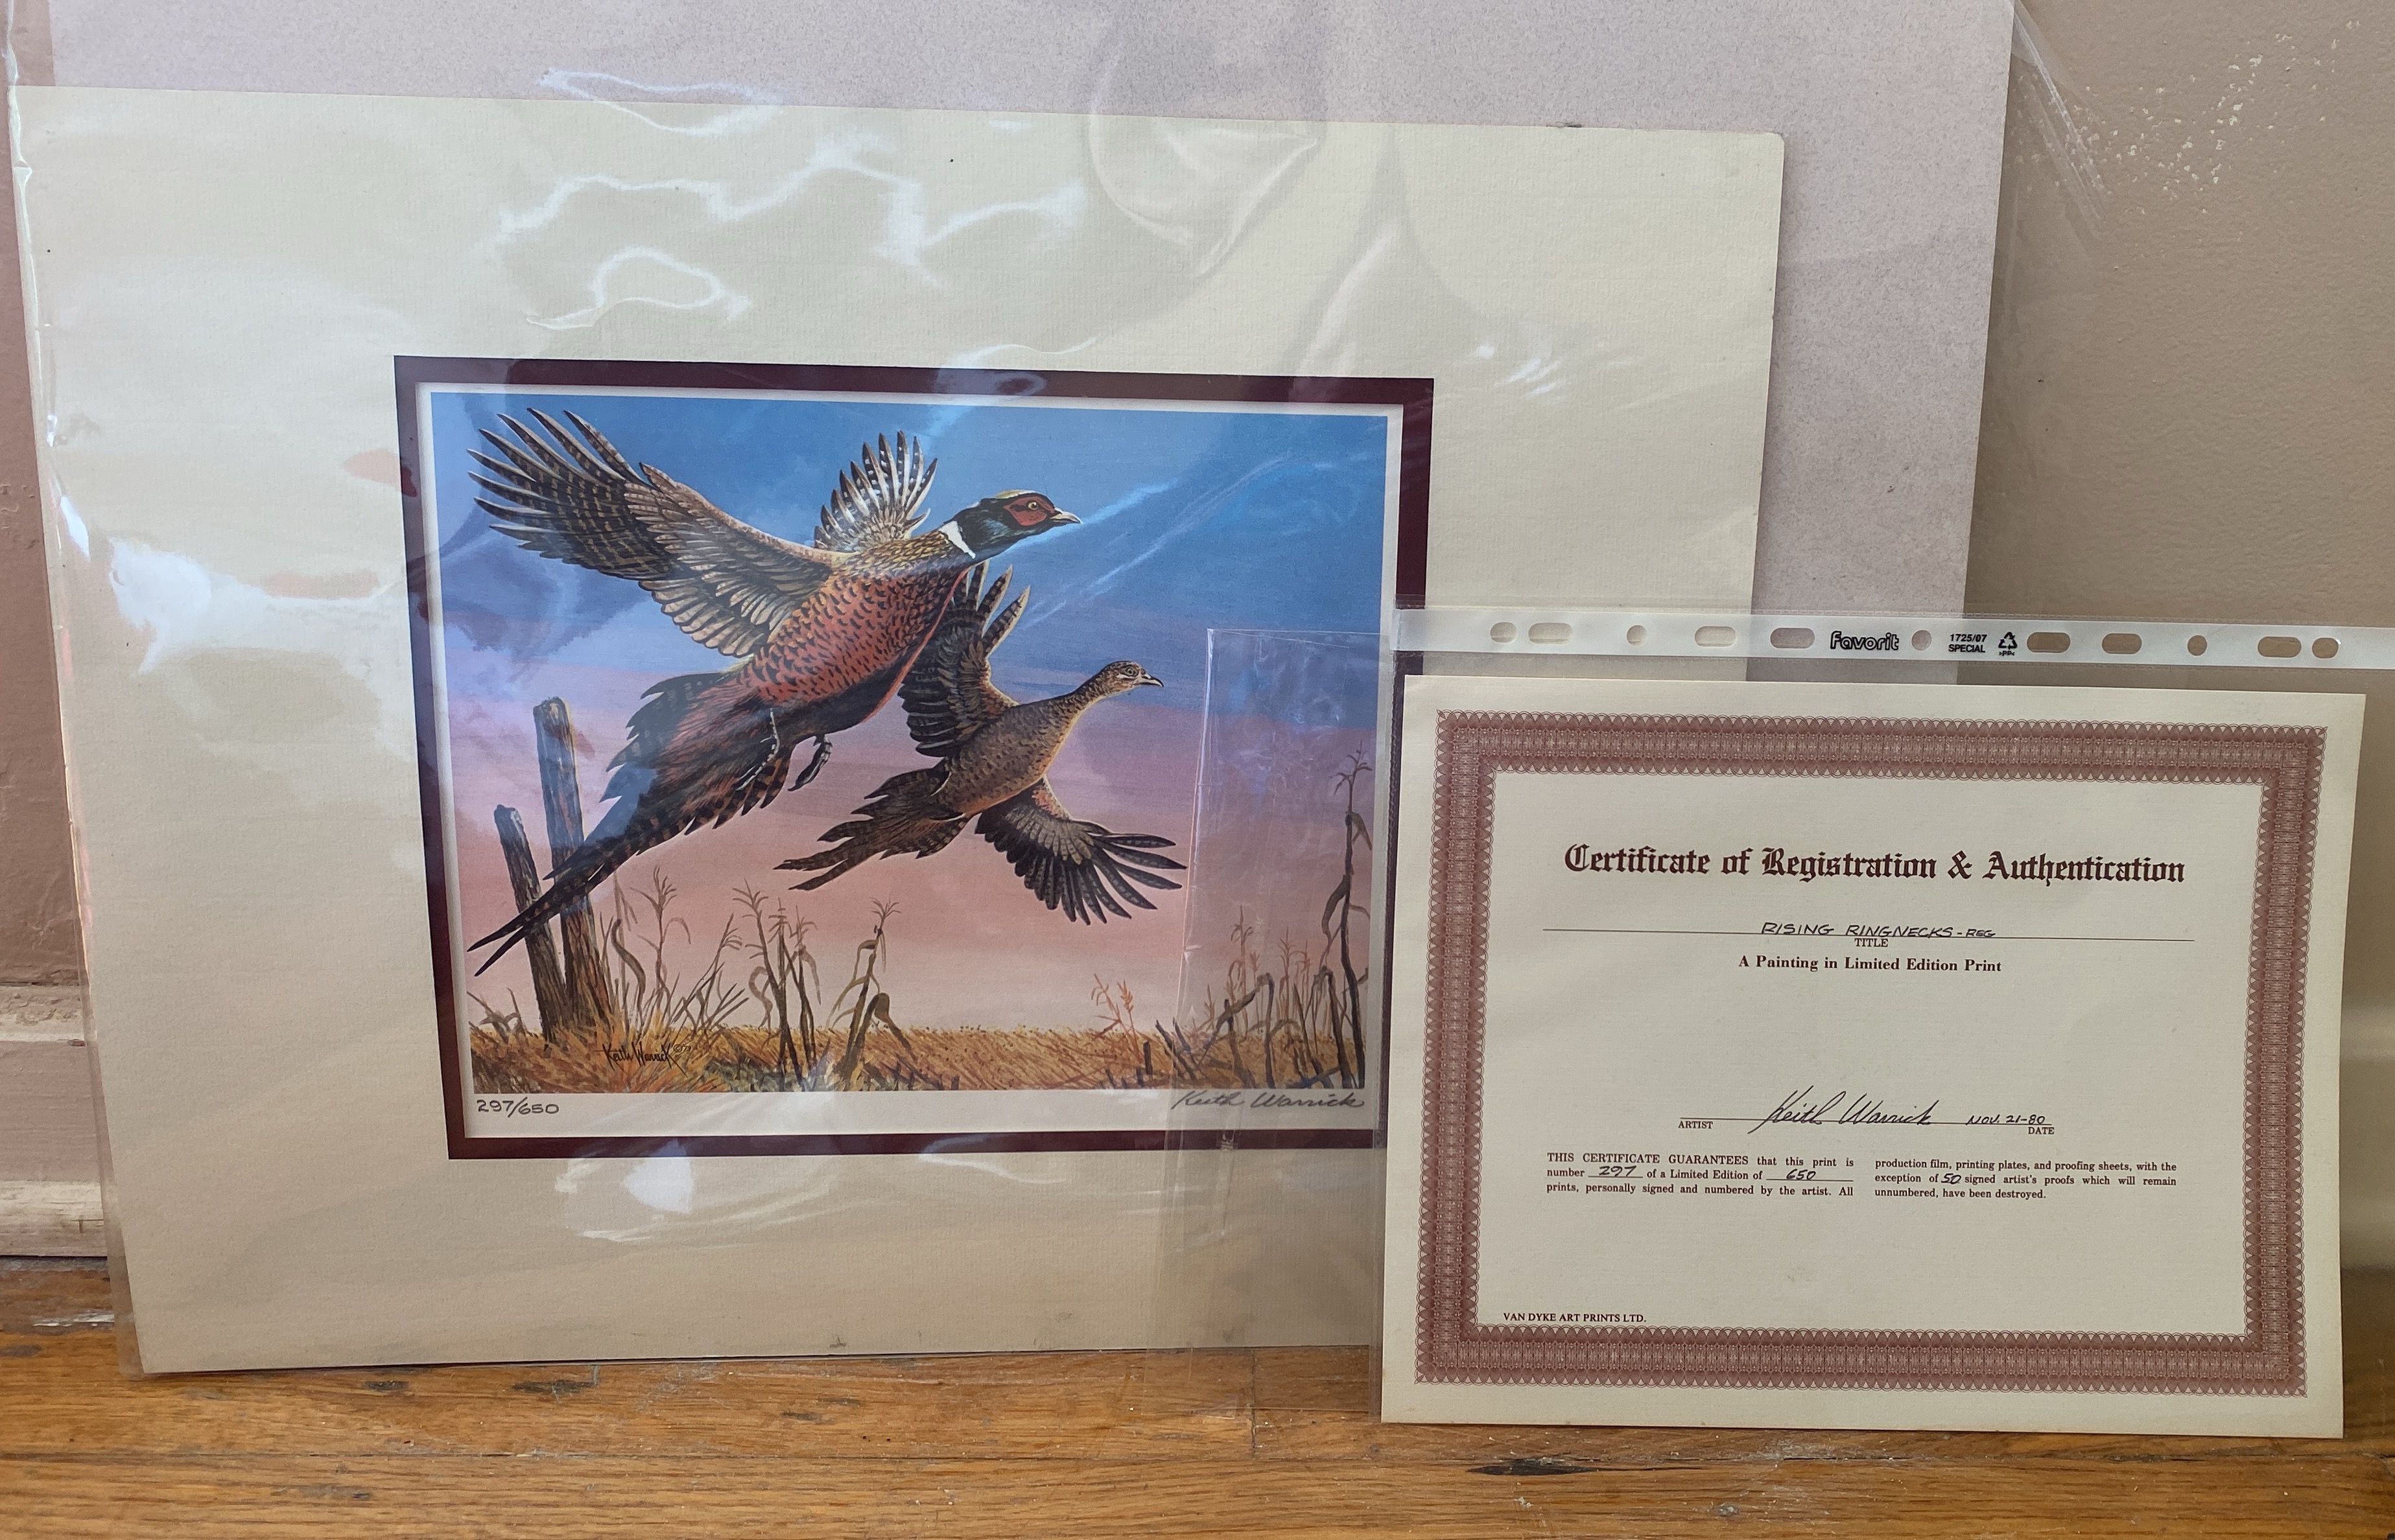 Keith Warrick
297/650
Keith Warrick
Favorit
1725/07
SPECIAL
>PP<
Certificate of Registration & Authentication
RISING RINGNECKS - REG
TITLE
A Painting in Limited Edition Print
Keith Warrick NOV. 21-80
ARTIST DATE
THIS CERTIFICATE GUARANTEES that this print is
number 297 of a Limited Edition of 650
prints, personally signed and numbered by the artist. All
production film, printing plates, and proofing sheets, with the
exception of 50 signed artist's proofs which will remain
unnumbered, have been destroyed.
VAN DYKE ART PRINTS LTD.